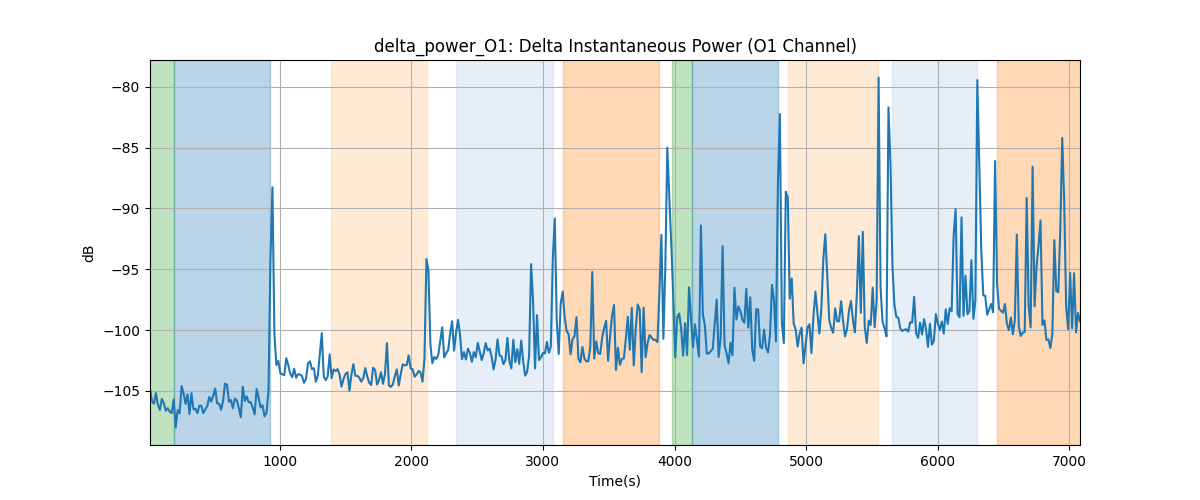 delta_power_O1: Delta Instantaneous Power (O1 Channel)
−80
−85
−90
−95
−100
−105
dB
1000 2000 3000 4000 5000 6000 7000
Time(s)